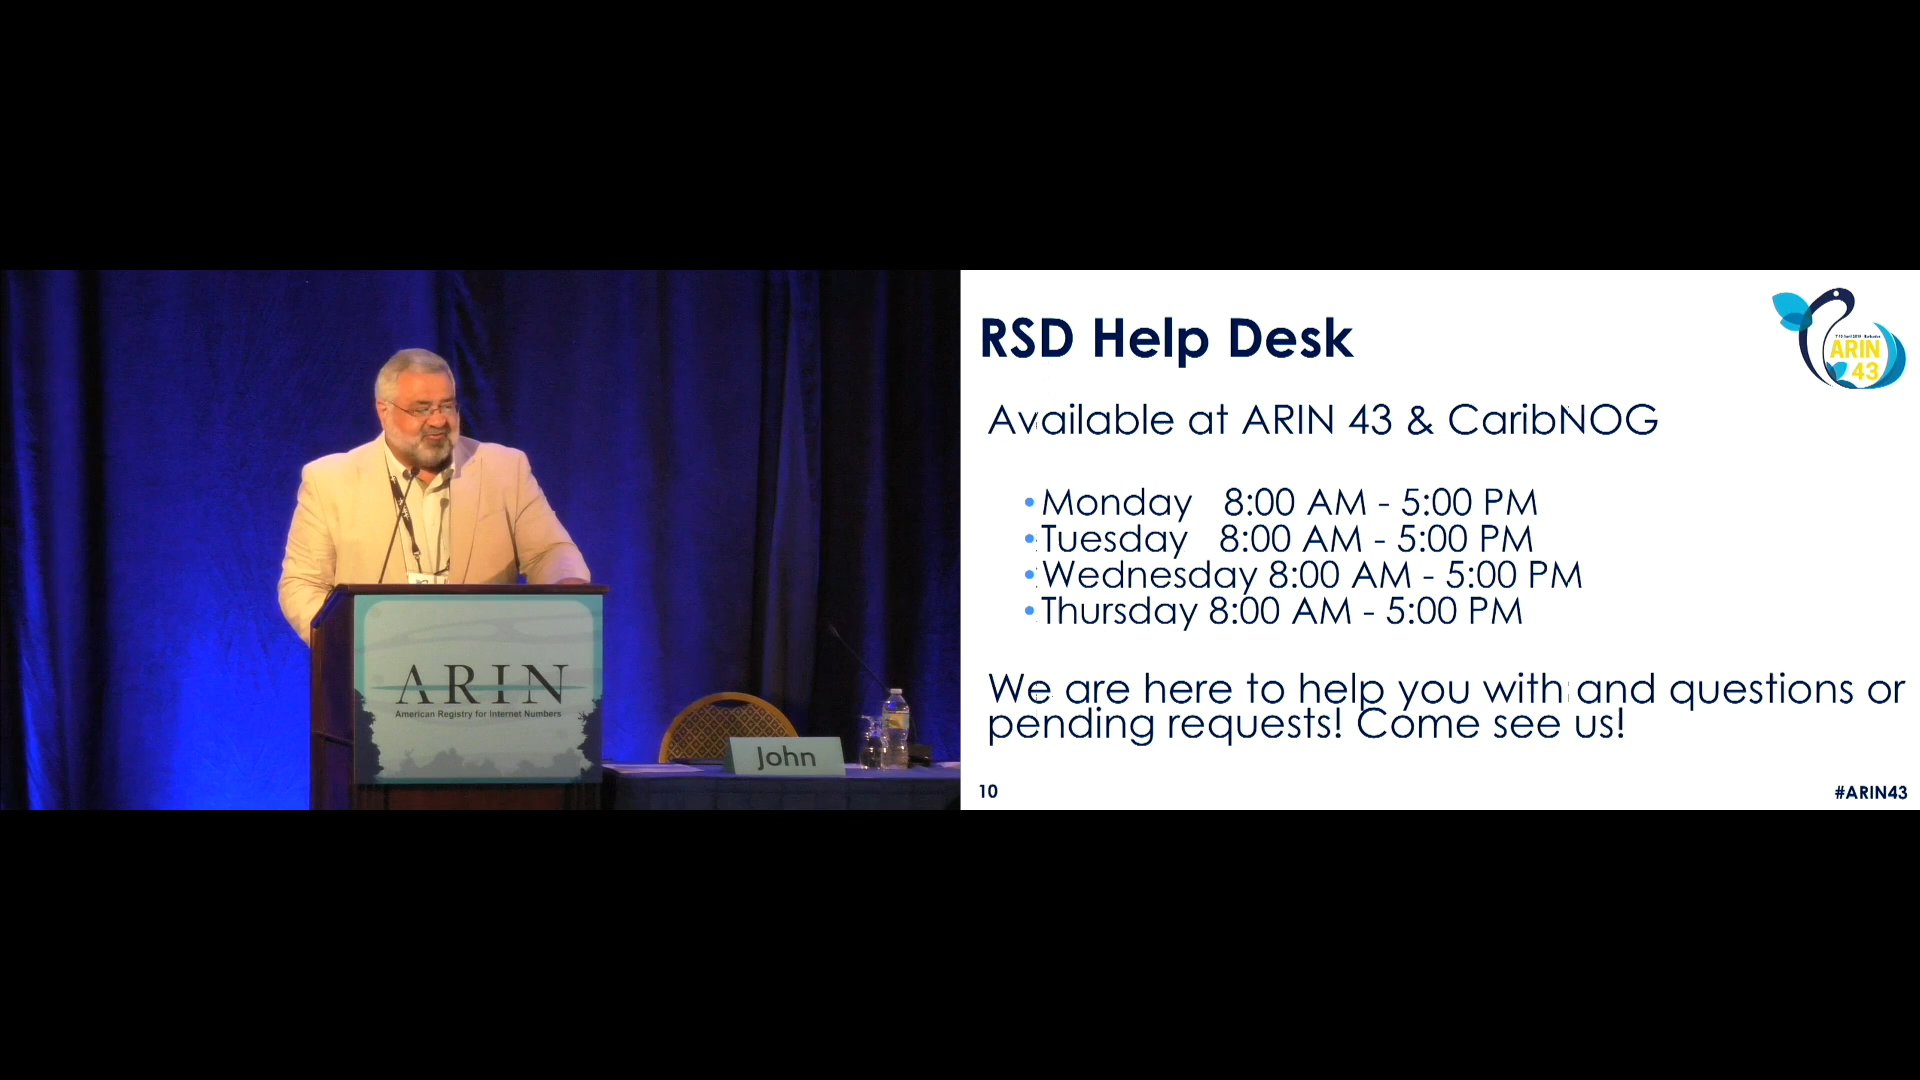 ARIN
American Registry for Internet Numbers
John
RSD Help Desk
ARIN
43
Available at ARIN 43 & CaribNOG
•Monday 8:00 AM - 5:00 PM
•Tuesday 8:00 AM - 5:00 PM
•Wednesday 8:00 AM - 5:00 PM
•Thursday 8:00 AM - 5:00 PM
We are here to help you with and questions or
pending requests! Come see us!
10
#ARIN43